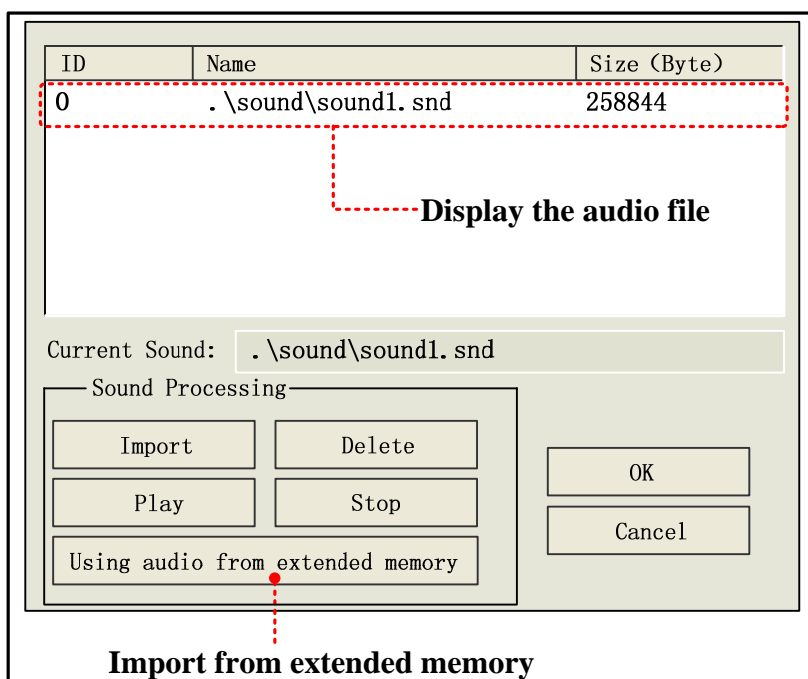 ID Name Size（Byte）
0 .\sound\sound1.snd 258844
Display the audio file
Current Sound: .\sound\sound1.snd
Sound Processing
Import Delete
OK
Play Stop
Cancel
Using audio from extended memory
Import from extended memory